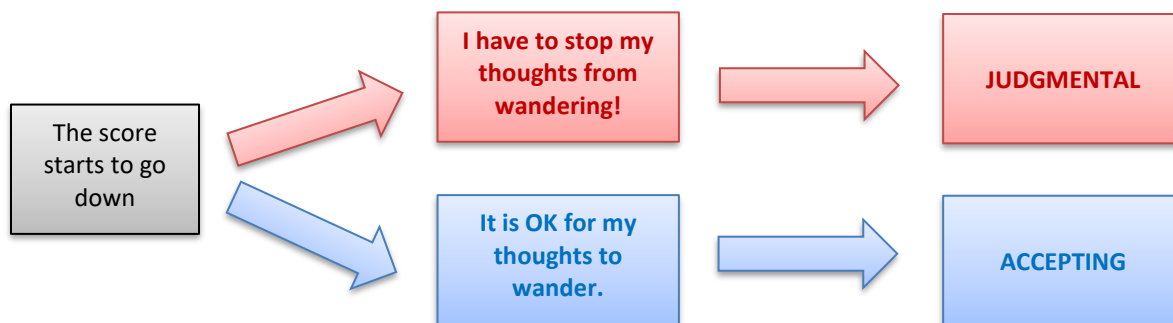 The score
starts to go
down
I have to stop my
thoughts from
wandering!
JUDGMENTAL
It is OK for my
thoughts to
wander.
ACCEPTING